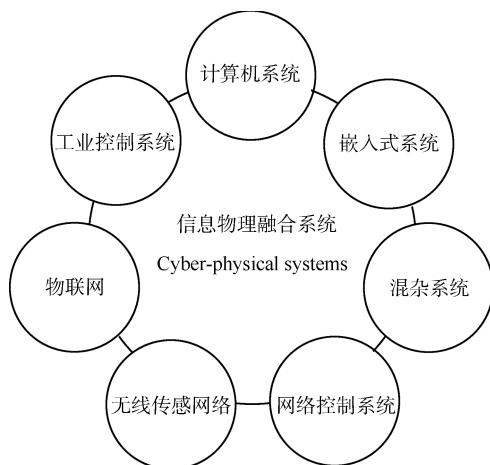 计算机系统
工业控制系统
嵌入式系统
信息物理融合系统
Cyber-physical systems
物联网
混杂系统
无线传感网络
网络控制系统